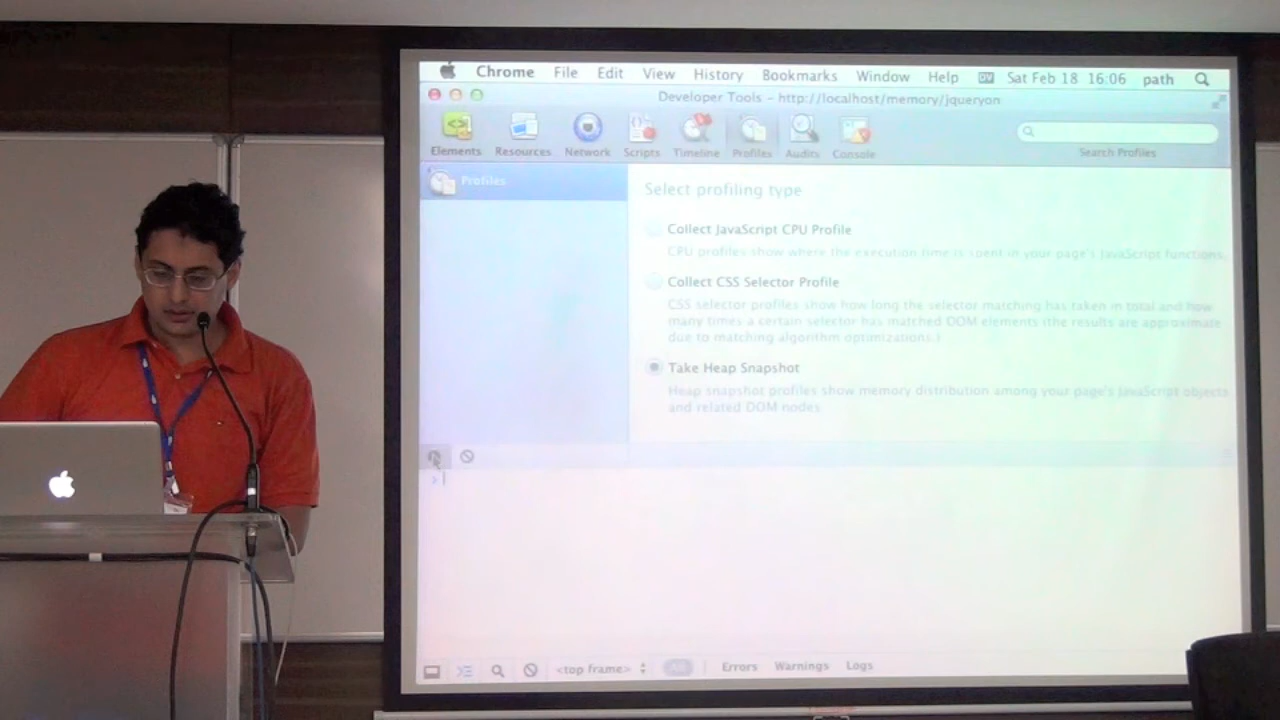 Chrome File Edit View History Bookmarks Window Help DV Sat Feb 18 16:06 path
Developer Tools - http://localhost/memory/jqueryon
Elements Resources Network Scripts Timeline Profiles Audits Console Search Profiles
Profiles
Select profiling type
Collect JavaScript CPU Profile
CPU profiles show where the execution time is spent in your page's JavaScript functions.
Collect CSS Selector Profile
CSS selector profiles show how long the selector matching has taken in total and how
many times a certain selector has matched DOM elements (the results are approximate
due to matching algorithm optimizations.)
Take Heap Snapshot
Heap snapshot profiles show memory distribution among your page's JavaScript objects
and related DOM nodes
>
<top frame> All Errors Warnings Logs